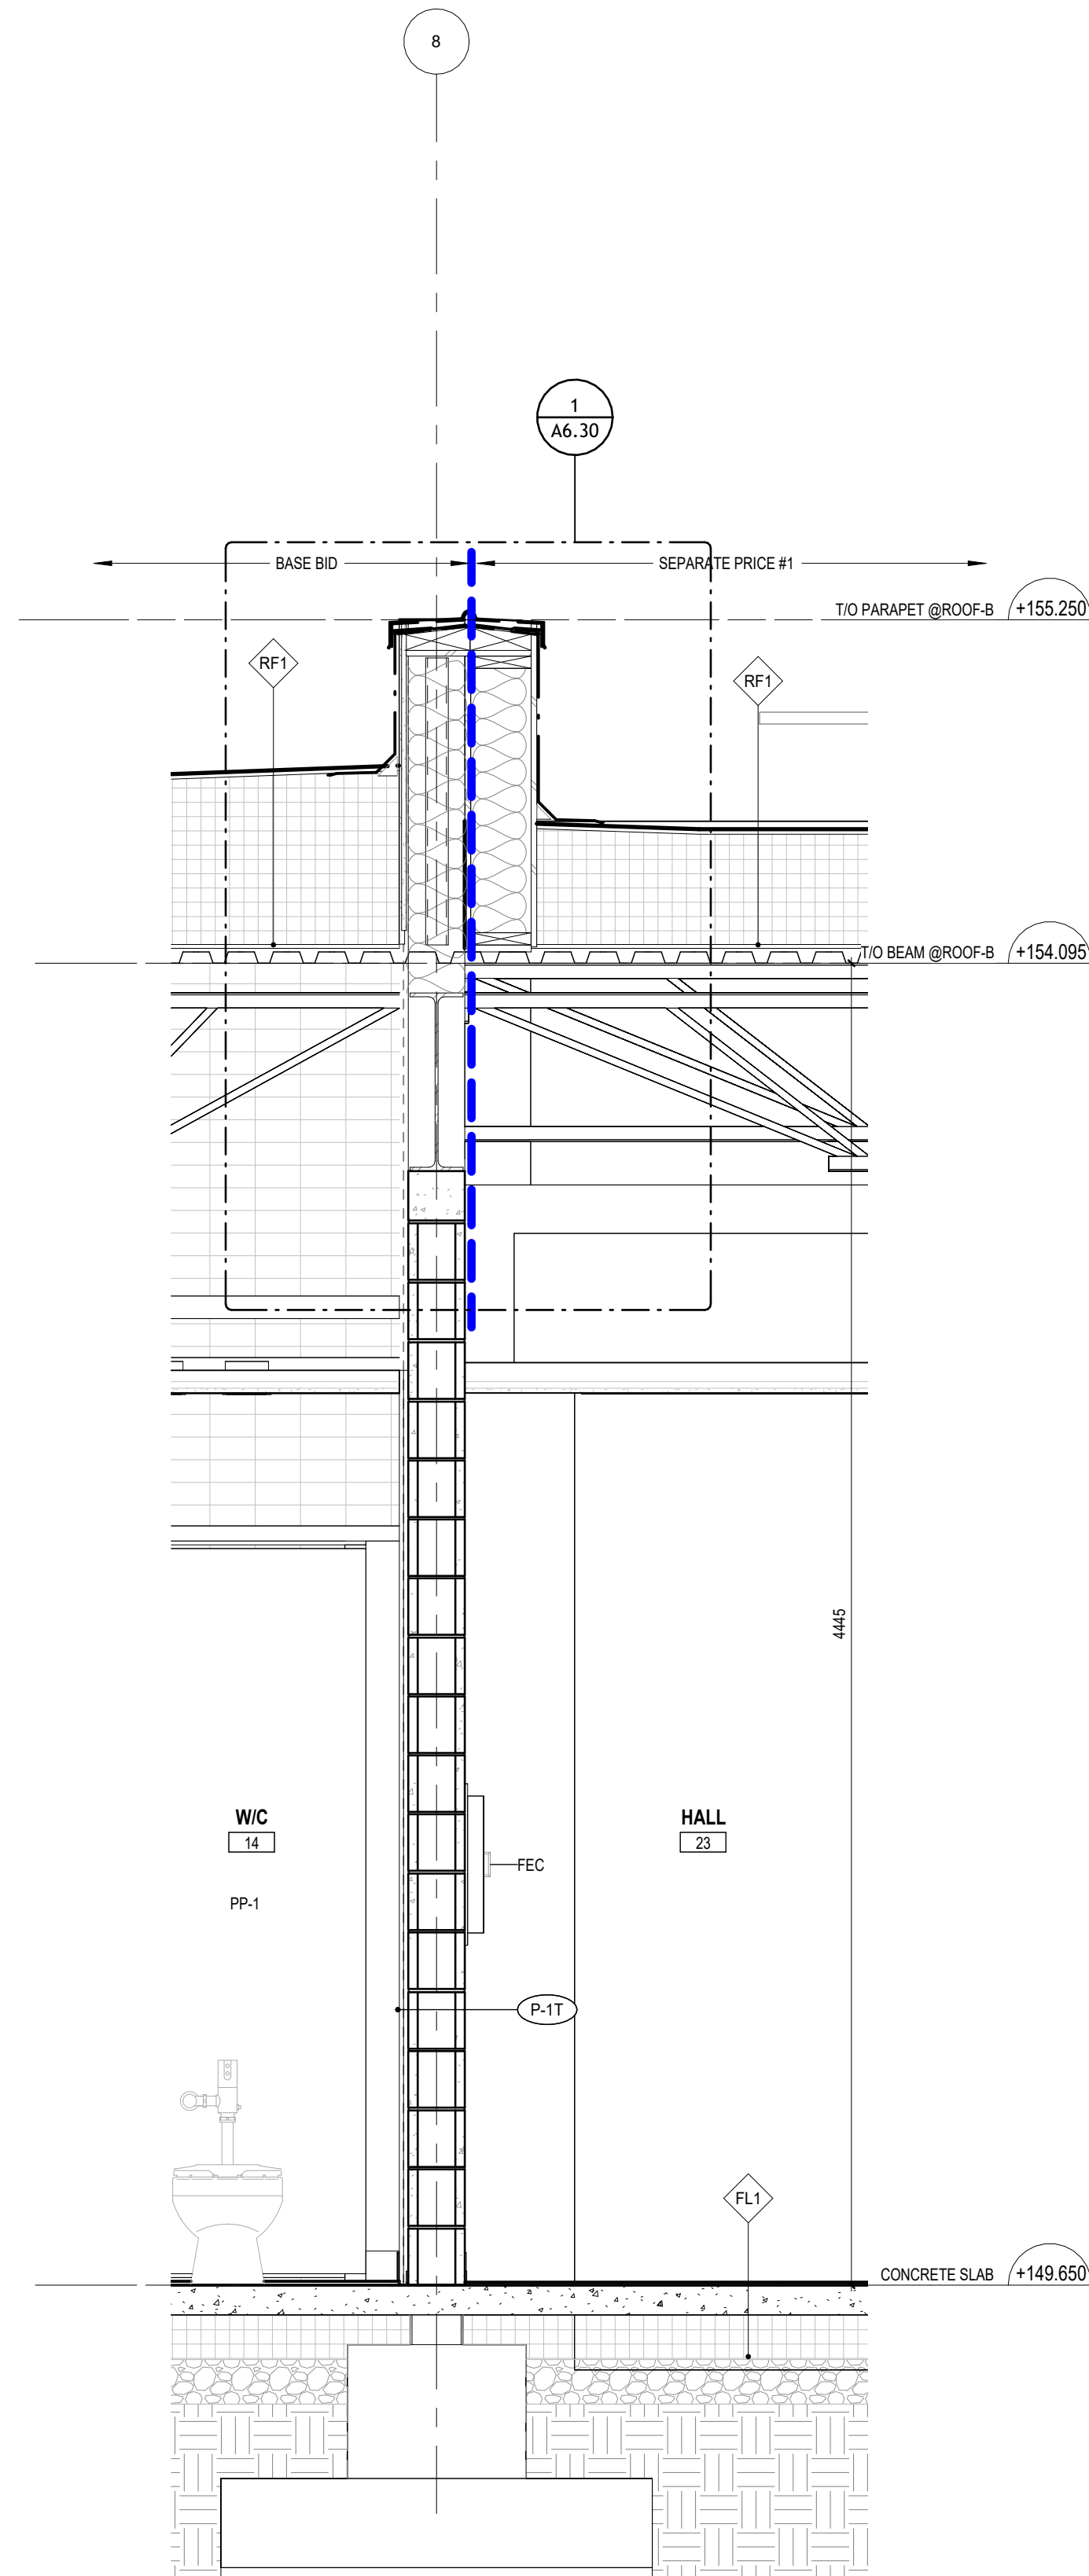 8
1
A6.30
BASE BID
SEPARATE PRICE #1
T/O PARAPET @ROOF-B
+155.250
RF1
RF1
T/O BEAM @ROOF-B
+154.095
4445
W/C
14
HALL
23
FEC
PP-1
P-1T
FL1
CONCRETE SLAB
+149.650